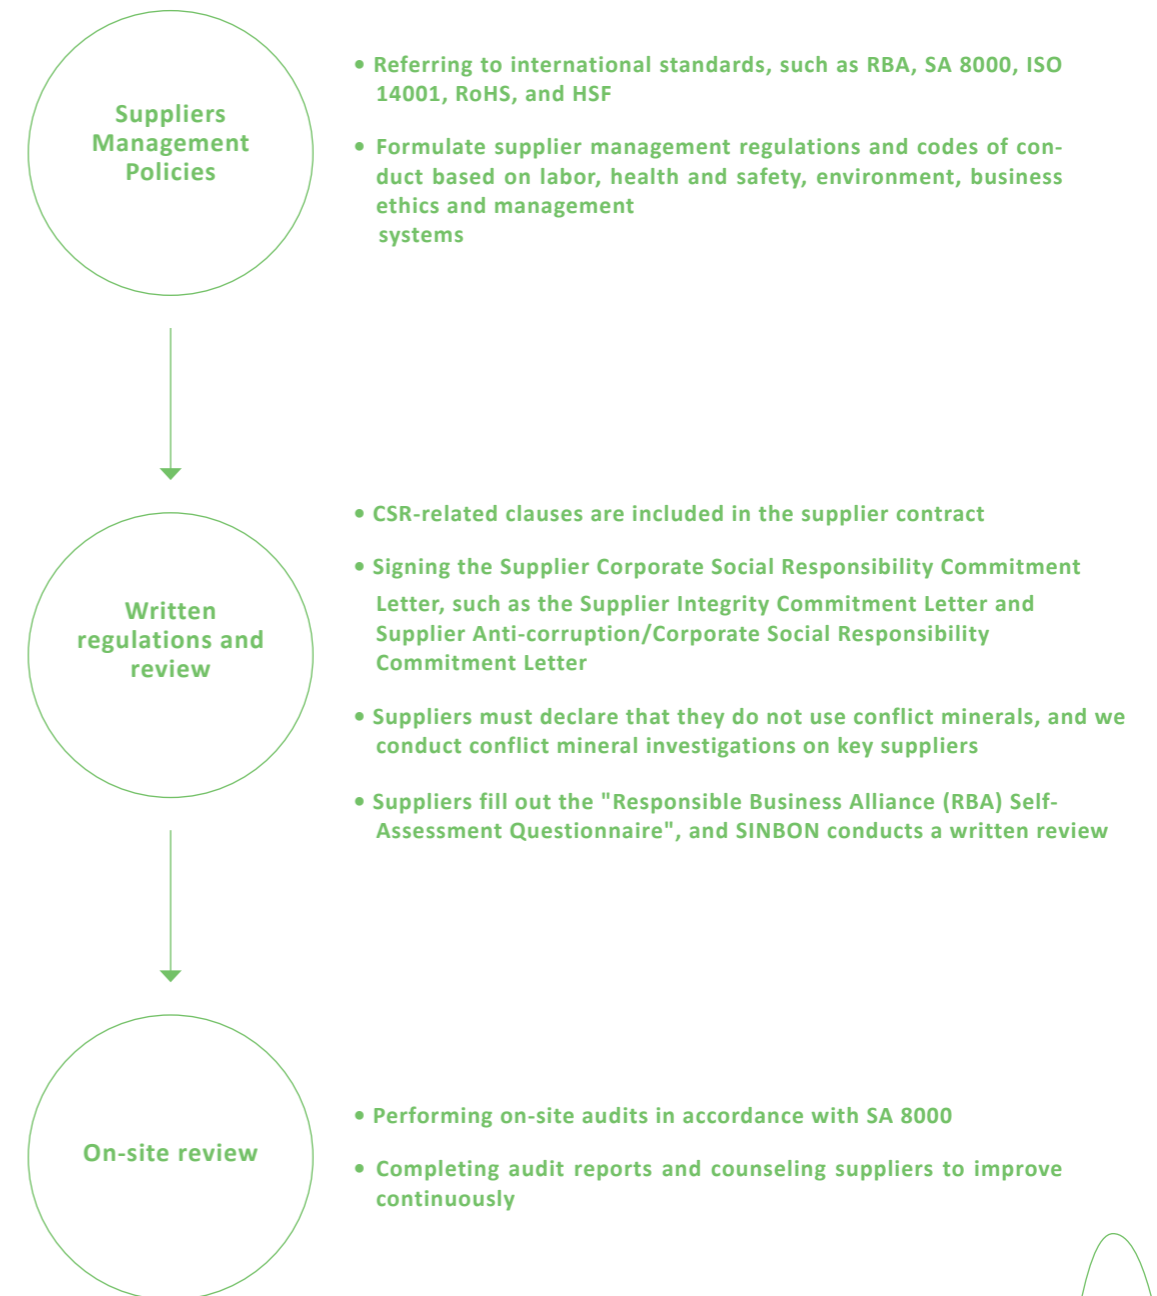 Suppliers
Management
Policies
• Referring to international standards, such as RBA, SA 8000, ISO
14001, RoHS, and HSF
• Formulate supplier management regulations and codes of con-
duct based on labor, health and safety, environment, business
ethics and management
systems
Written
regulations and
review
• CSR-related clauses are included in the supplier contract
• Signing the Supplier Corporate Social Responsibility Commitment
Letter, such as the Supplier Integrity Commitment Letter and
Supplier Anti-corruption/Corporate Social Responsibility
Commitment Letter
• Suppliers must declare that they do not use conflict minerals, and we
conduct conflict mineral investigations on key suppliers
• Suppliers fill out the "Responsible Business Alliance (RBA) Self-
Assessment Questionnaire", and SINBON conducts a written review
On-site review
• Performing on-site audits in accordance with SA 8000
• Completing audit reports and counseling suppliers to improve
continuously